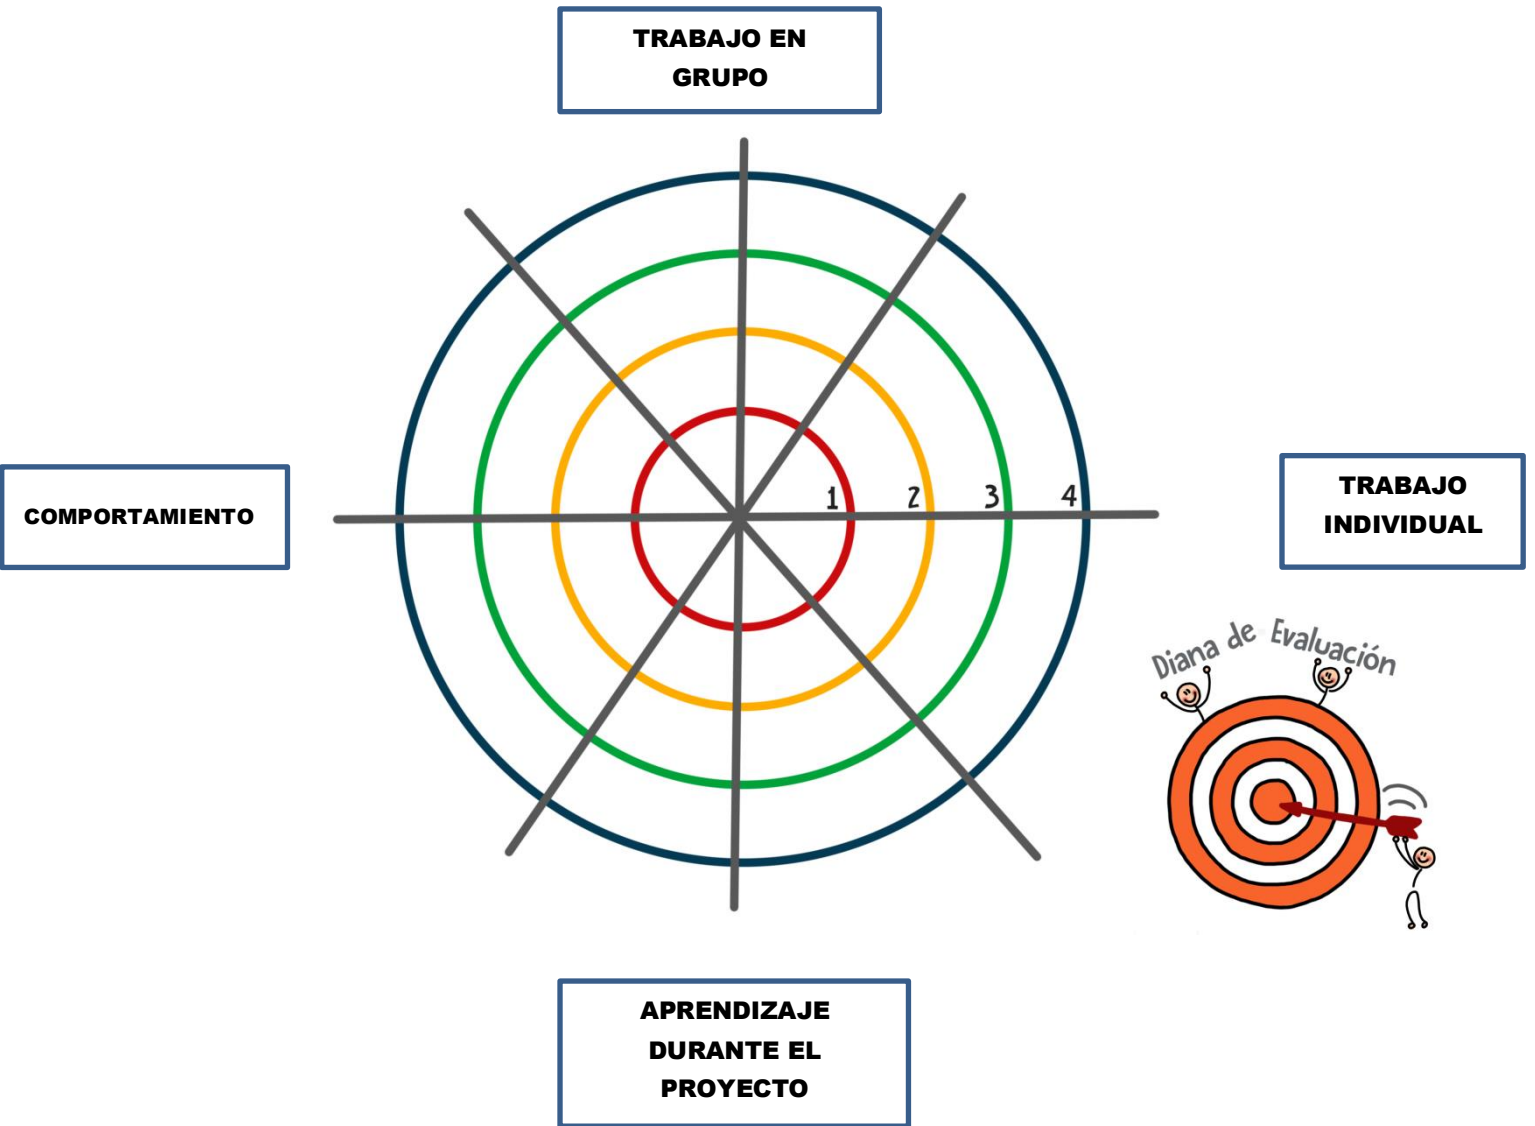 TRABAJO EN
GRUPO
1 2 3 4
COMPORTAMIENTO
TRABAJO
INDIVIDUAL
Diana de Evaluación
APRENDIZAJE
DURANTE EL
PROYECTO